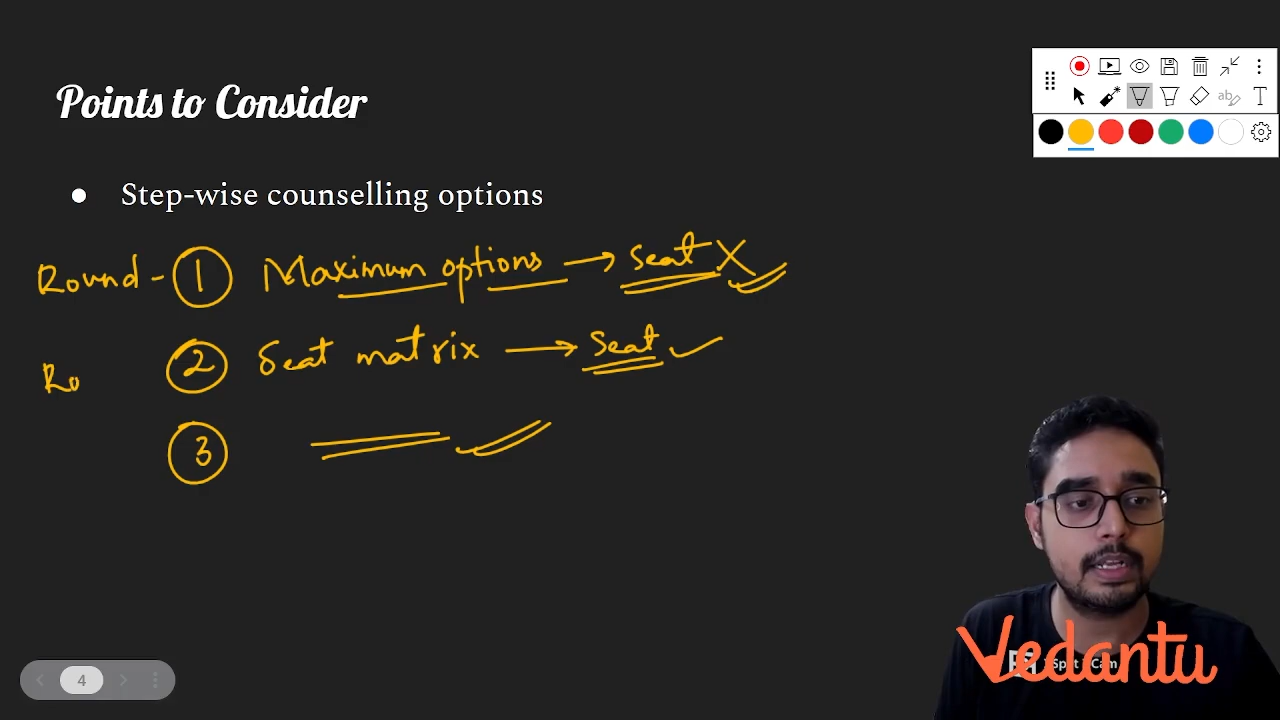 Points to Consider
● Step-wise counselling options
Round - 1 Maximum options → Seat X
2 Seat matrix → Seat ✓
Ro
3
4
Vedantu
ab
T